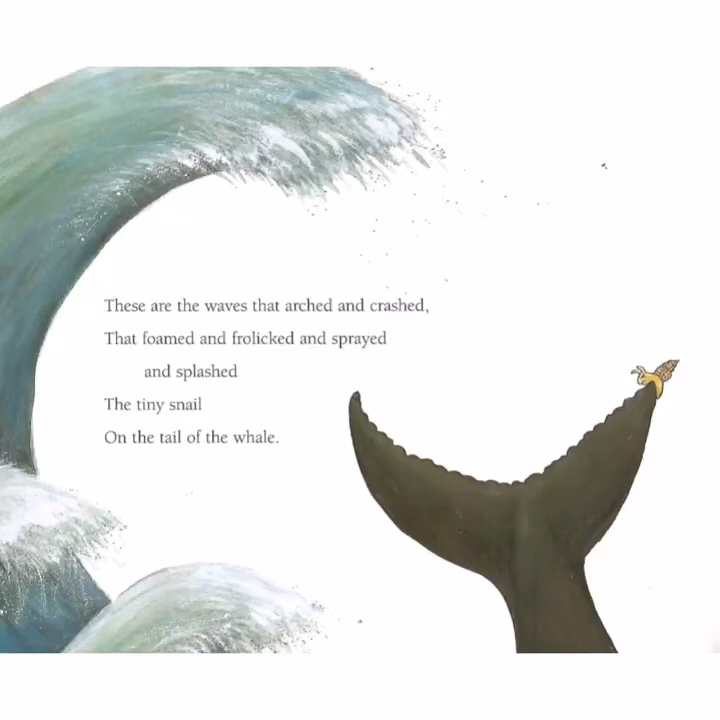 These are the waves that arched and crashed,
That foamed and frolicked and sprayed
and splashed
The tiny snail
On the tail of the whale.